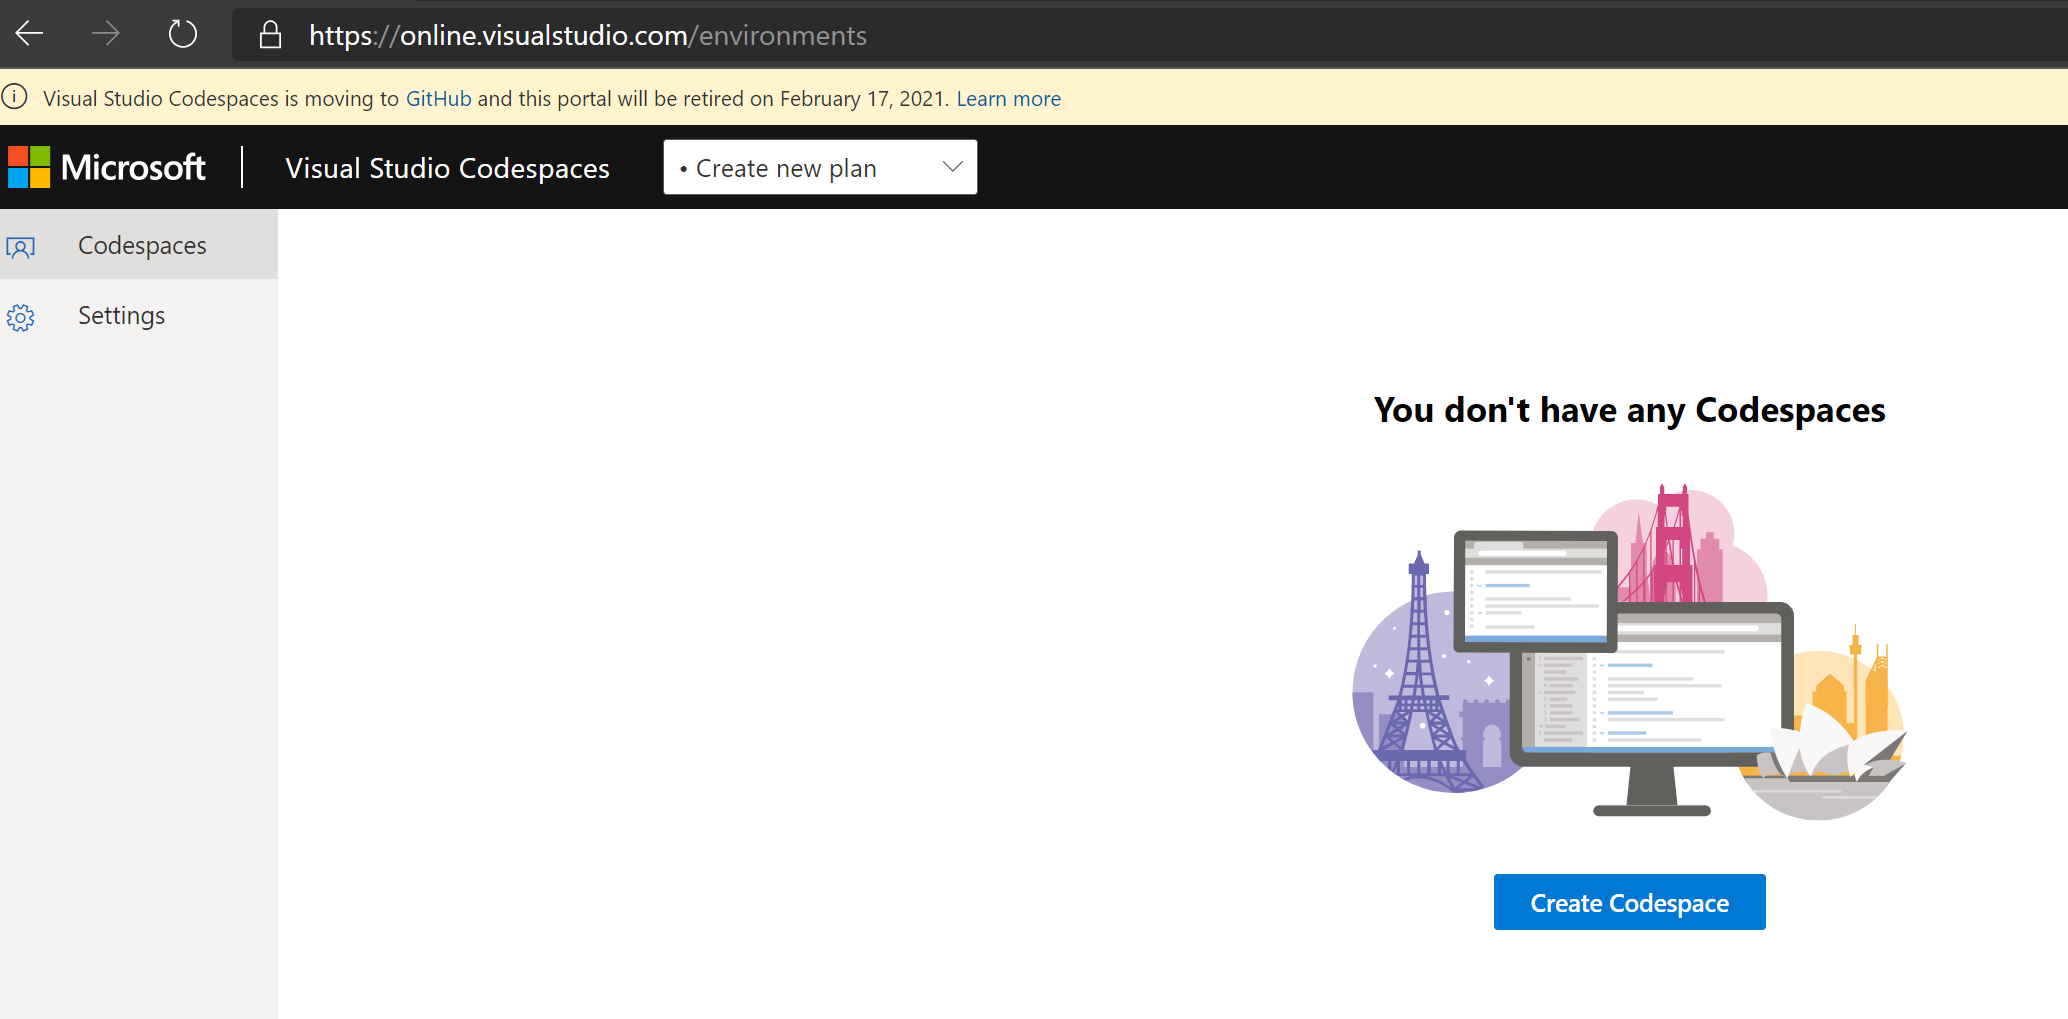 https://online.visualstudio.com/environments
Visual Studio Codespaces is moving to GitHub and this portal will be retired on February 17, 2021. Learn more
Microsoft
Visual Studio Codespaces
• Create new plan
Codespaces
Settings
You don't have any Codespaces
Create Codespace